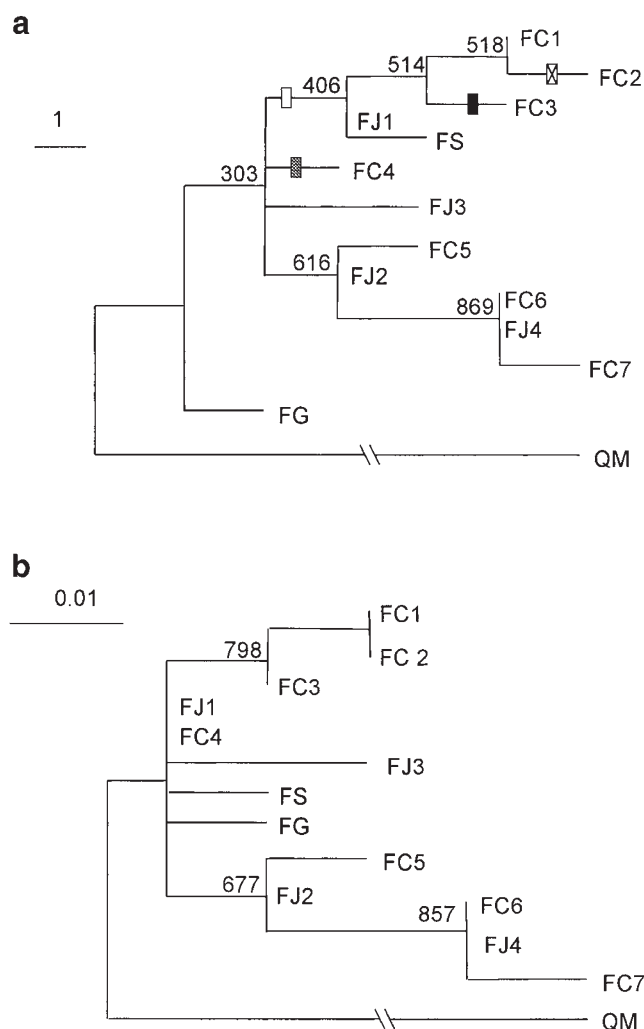 a
518 FC1
514
FC2
406
1
FC3
FJ1
FS
303
FC4
FJ3
FC5
616
FJ2
FC6
869
FJ4
FC7
FG
QM
b
0.01
FC1
798
FC 2
FC3
FJ1
FC4
FJ3
FS
FG
FC5
677
FJ2
FC6
857
FJ4
FC7
QM